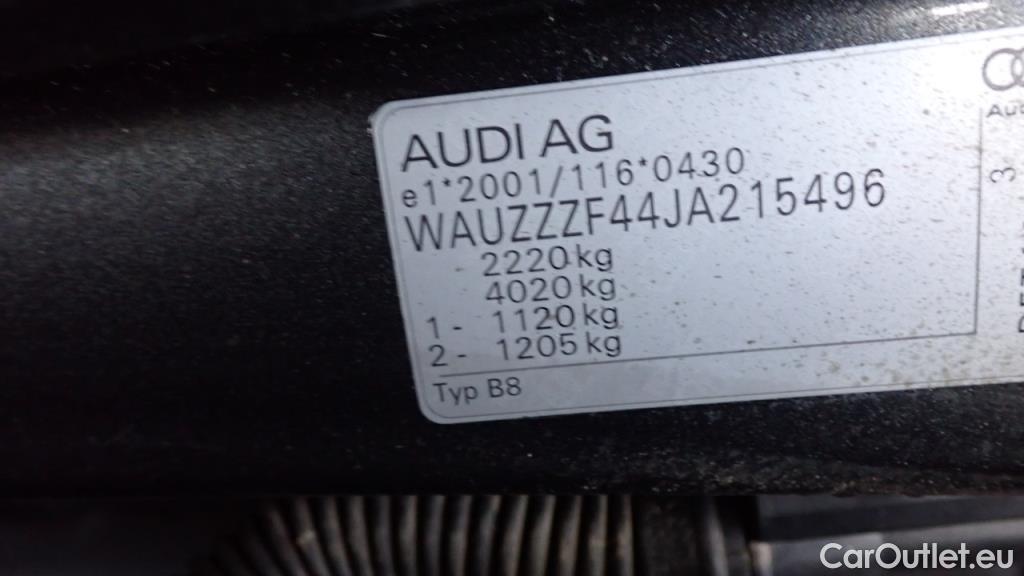 AUDI AG
e1*2001/116*0430
WAUZZZF44JA215496
2220 kg
4020 kg
1 - 1120 kg
2 - 1205 kg
Typ B8
3
CarOutlet.eu